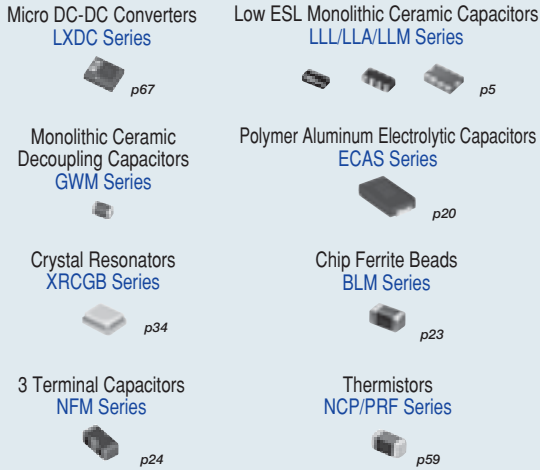 Micro DC-DC Converters
LXDC Series
p67
Low ESL Monolithic Ceramic Capacitors
LLL/LLA/LLM Series
p5
Monolithic Ceramic
Decoupling Capacitors
GWM Series
Polymer Aluminum Electrolytic Capacitors
ECAS Series
p20
Crystal Resonators
XRCGB Series
p34
Chip Ferrite Beads
BLM Series
p23
3 Terminal Capacitors
NFM Series
p24
Thermistors
NCP/PRF Series
p59